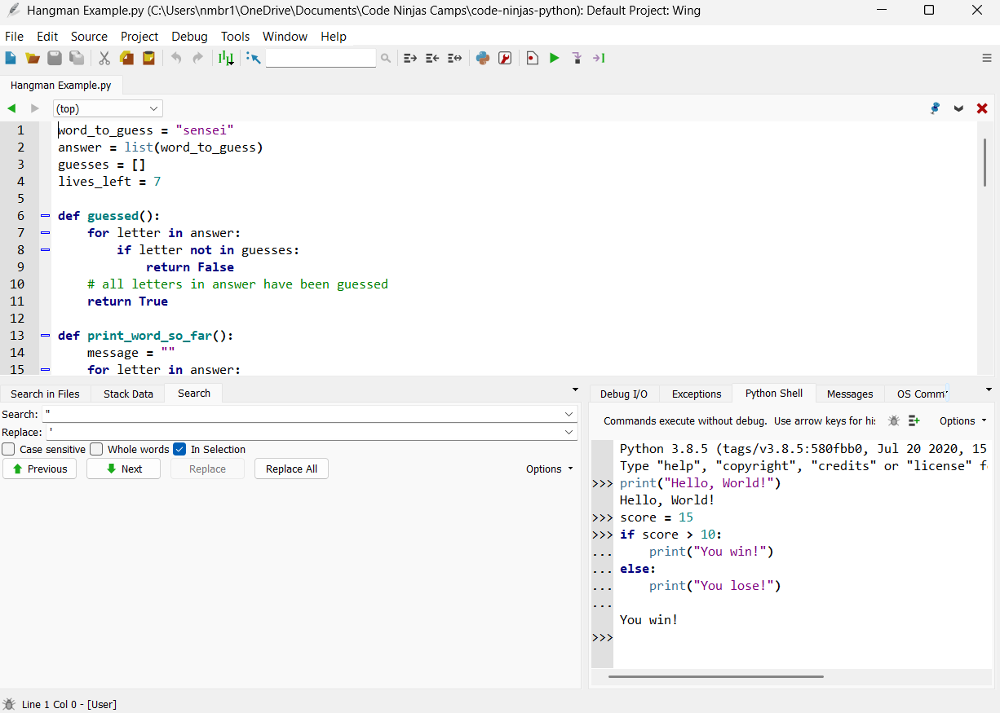 Hangman Example.py (C:\Users\nmbr1\OneDrive\Documents\Code Ninjas Camps\code-ninjas-python): Default Project: Wing
File Edit Source Project Debug Tools Window Help
Hangman Example.py
(top)
1 word_to_guess = "sensei"
2 answer = list(word_to_guess)
3 guesses = []
4 lives_left = 7
5
6 def guessed():
7     for letter in answer:
8         if letter not in guesses:
9             return False
10     # all letters in answer have been guessed
11     return True
12
13 def print_word_so_far():
14     message = ""
15     for letter in answer:
Search in Files Stack Data Search
Search: "
Replace: '
Case sensitive Whole words In Selection
Previous Next Replace Replace All Options
Debug I/O Exceptions Python Shell Messages OS
Commands execute without debug. Use arrow keys for Options
Python 3.8.5 (tags/v3.8.5:580fbb0, Jul 20 2020, 15
Type "help", "copyright", "credits" or "license"
>>> print("Hello, World!")
Hello, World!
>>> score = 15
>>> if score > 10:
...     print("You win!")
... else:
...     print("You lose!")
...
You win!
>>>
Line 1 Col 0 - [User]